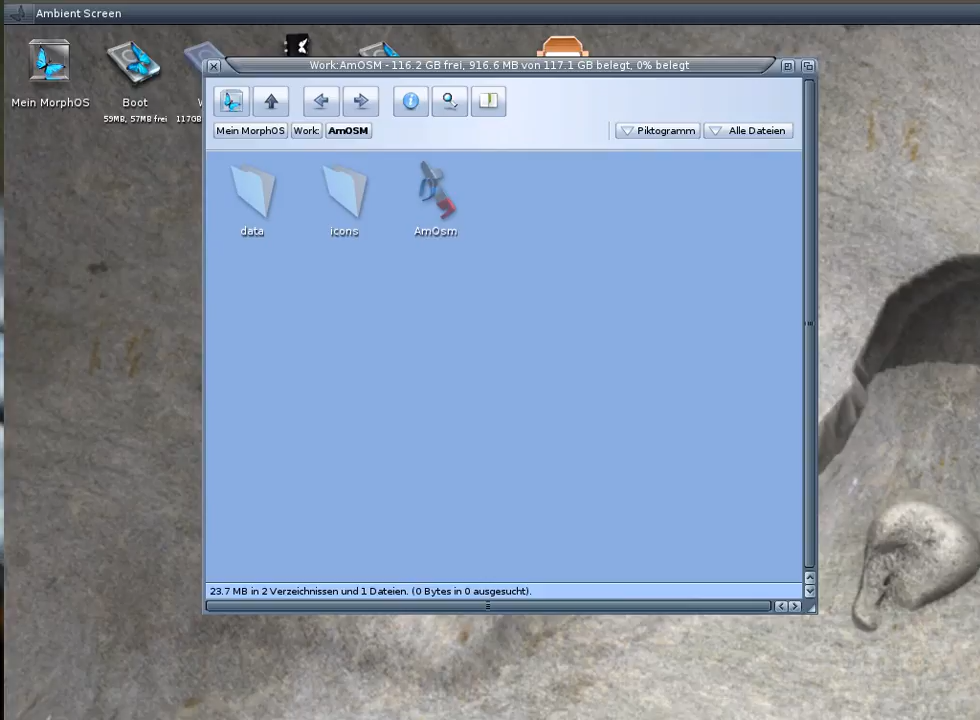 Ambient Screen
Work:AmOSM - 116.2 GB frei, 916.6 MB von 117.1 GB belegt, 0% belegt
Mein MorphOS
Boot
59MB, 57MB frei
117GB
Mein MorphOS
Work:
AmOSM
Piktogramm
Alle Dateien
data
icons
AmOsm
23.7 MB in 2 Verzeichnissen und 1 Dateien. (0 Bytes in 0 ausgesucht).